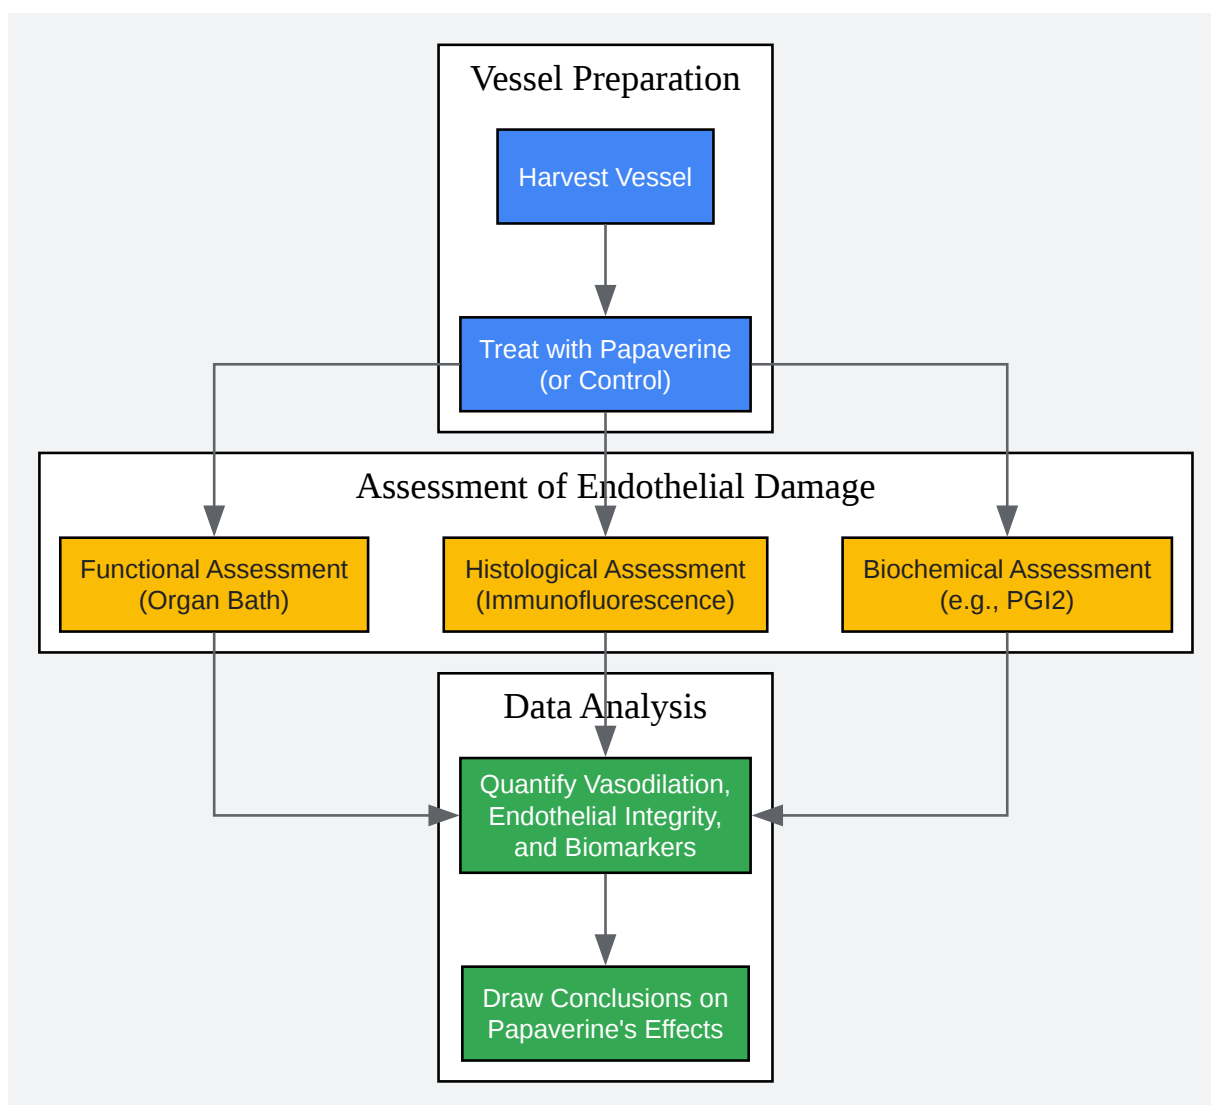 Vessel Preparation
Harvest Vessel
Treat with Papaverine
(or Control)
Assessment of Endothelial Damage
Functional Assessment
(Organ Bath)
Histological Assessment
(Immunofluorescence)
Biochemical Assessment
(e.g., PGI2)
Data Analysis
Quantify Vasodilation,
Endothelial Integrity,
and Biomarkers
Draw Conclusions on
Papaverine's Effects